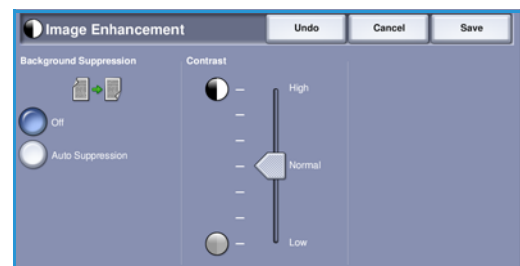 Image Enhancement
Undo
Cancel
Save
Background Suppression
Contrast
High
Off
Auto Suppression
Normal
Low